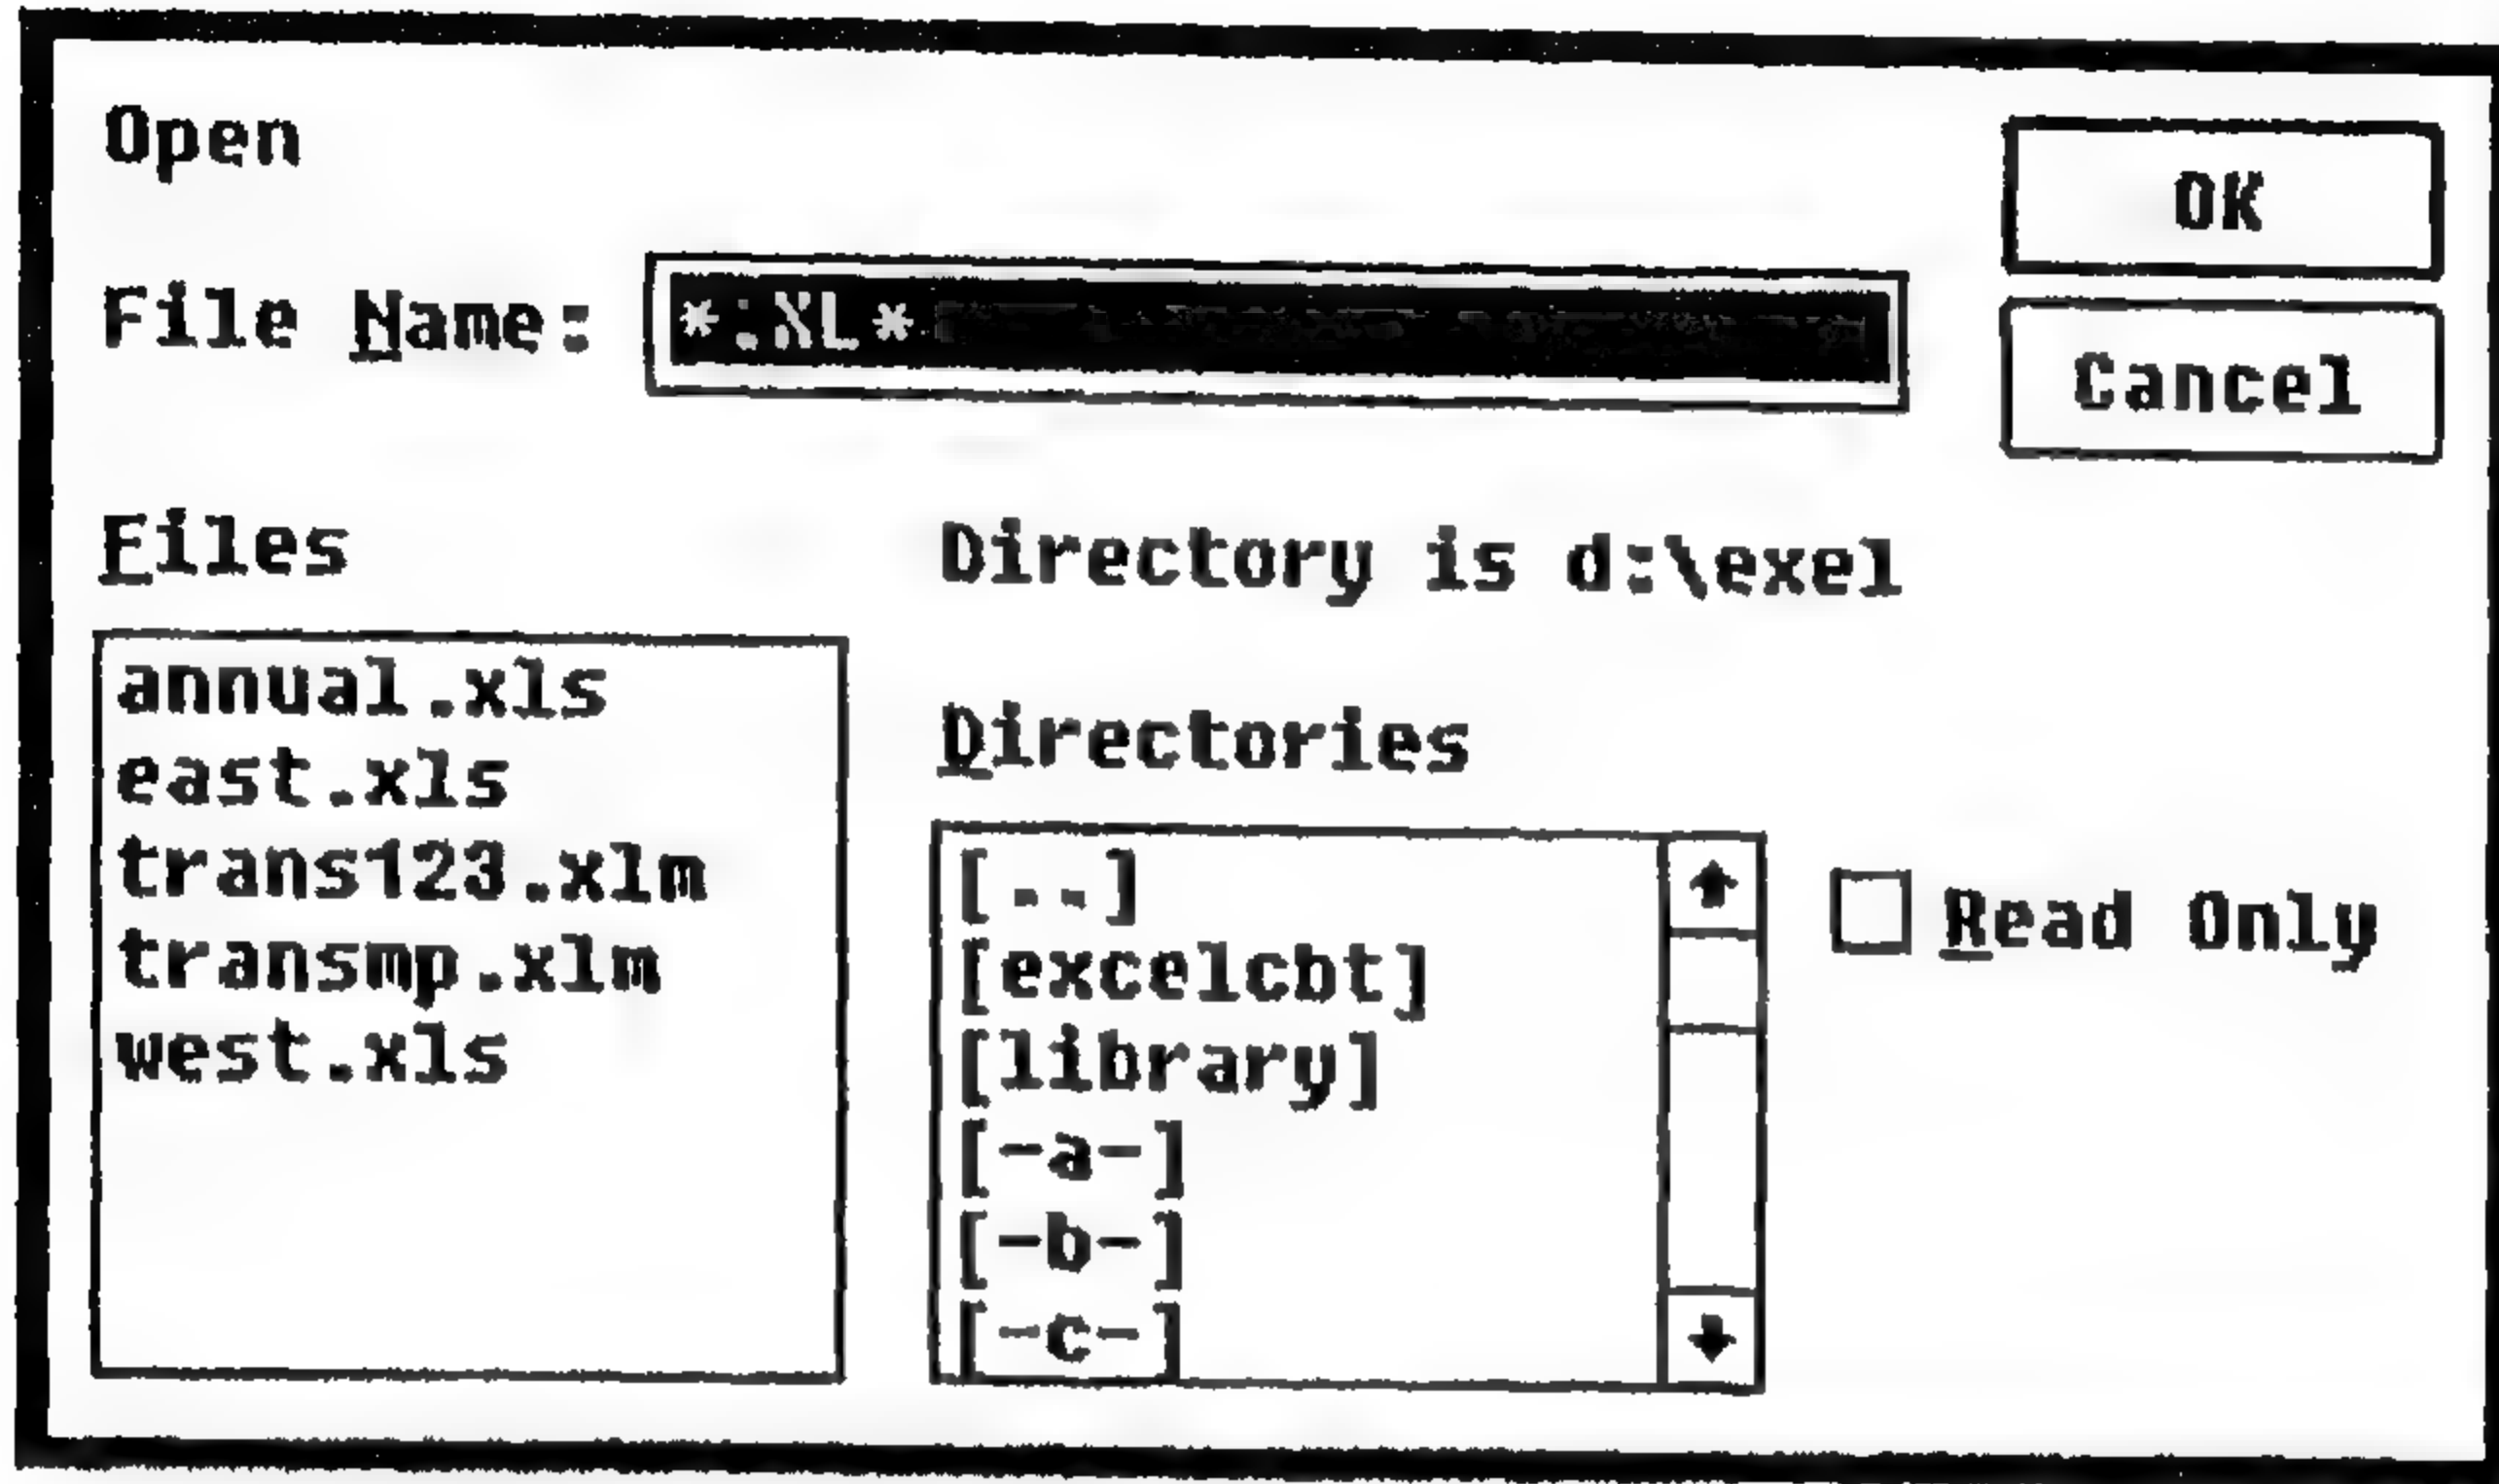 Open
OK
File Name: *:XL*
Cancel
Files
Directory is d:\exel
annual.xls
east.xls
trans123.xlm
transmp.xlm
west.xls
Directories
[..]
[excelcbt]
[library]
[-a-]
[-b-]
[-c-]
Read Only